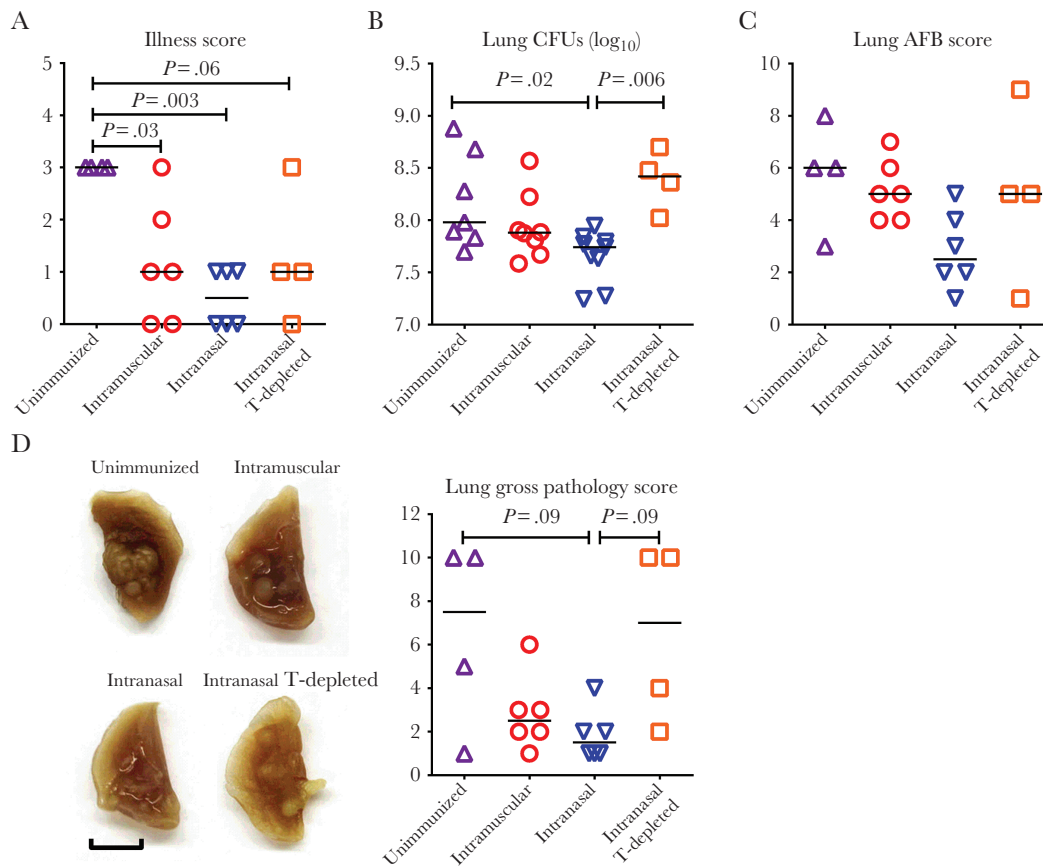 A
Illness score
5
4
3
2
1
0
P = .06
P = .003
P = .03
Unimmunized
Intramuscular
Intranasal
Intranasal
T-depleted
B
Lung CFUs (log10)
9.5
9.0
8.5
8.0
7.5
7.0
P = .02
P = .006
Unimmunized
Intramuscular
Intranasal
Intranasal
T-depleted
C
Lung AFB score
10
8
6
4
2
0
Unimmunized
Intramuscular
Intranasal
Intranasal
T-depleted
D
Unimmunized
Intramuscular
Intranasal
Intranasal T-depleted
Lung gross pathology score
12
10
8
6
4
2
0
P = .09
P = .09
Unimmunized
Intramuscular
Intranasal
Intranasal
T-depleted